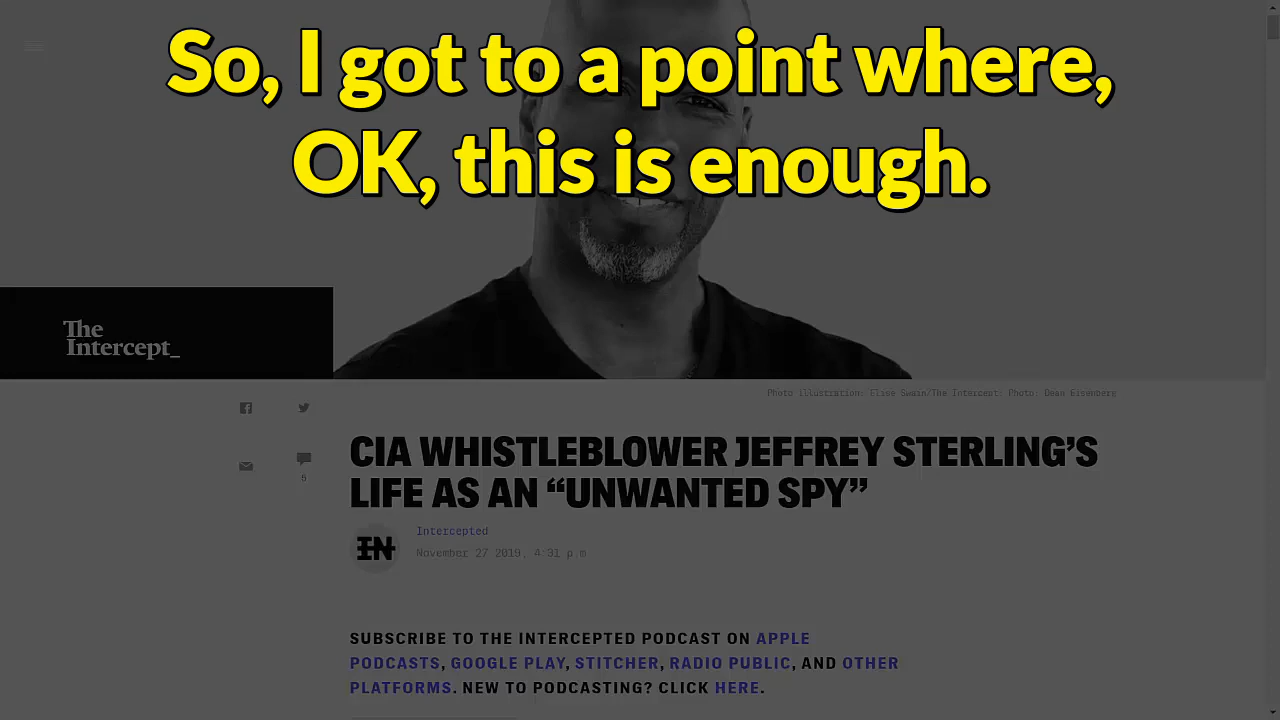 So, I got to a point where,
OK, this is enough.
The
Intercept_
Photo illustration: Elise Swain/The Intercept; Photo: Dean Eisenberg
CIA WHISTLEBLOWER JEFFREY STERLING’S
LIFE AS AN “UNWANTED SPY”
6
IN
Intercepted
November 27 2019, 4:31 p.m
SUBSCRIBE TO THE INTERCEPTED PODCAST ON APPLE
PODCASTS, GOOGLE PLAY, STITCHER, RADIO PUBLIC, AND OTHER
PLATFORMS. NEW TO PODCASTING? CLICK HERE.